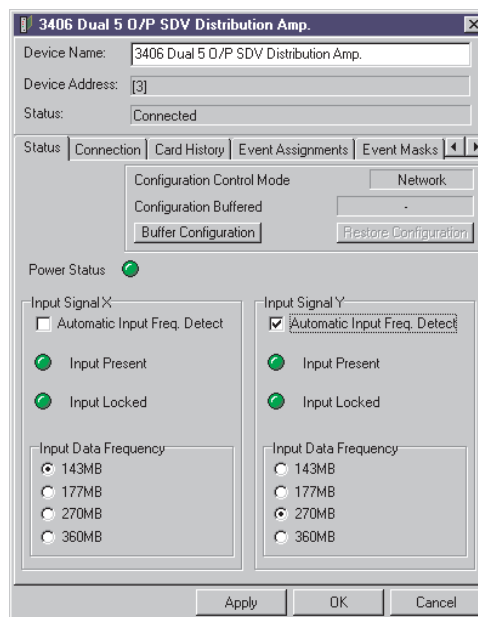 3406 Dual 5 O/P SDV Distribution Amp.
Device Name: 3406 Dual 5 O/P SDV Distribution Amp.
Device Address: [3]
Status: Connected
Status Connection Card History Event Assignments Event Masks
Configuration Control Mode Network
Configuration Buffered -
Buffer Configuration Restore Configuration
Power Status
Input Signal X Input Signal Y
Automatic Input Freq. Detect Automatic Input Freq. Detect
Input Present Input Present
Input Locked Input Locked
Input Data Frequency Input Data Frequency
143MB 143MB
177MB 177MB
270MB 270MB
360MB 360MB
Apply OK Cancel